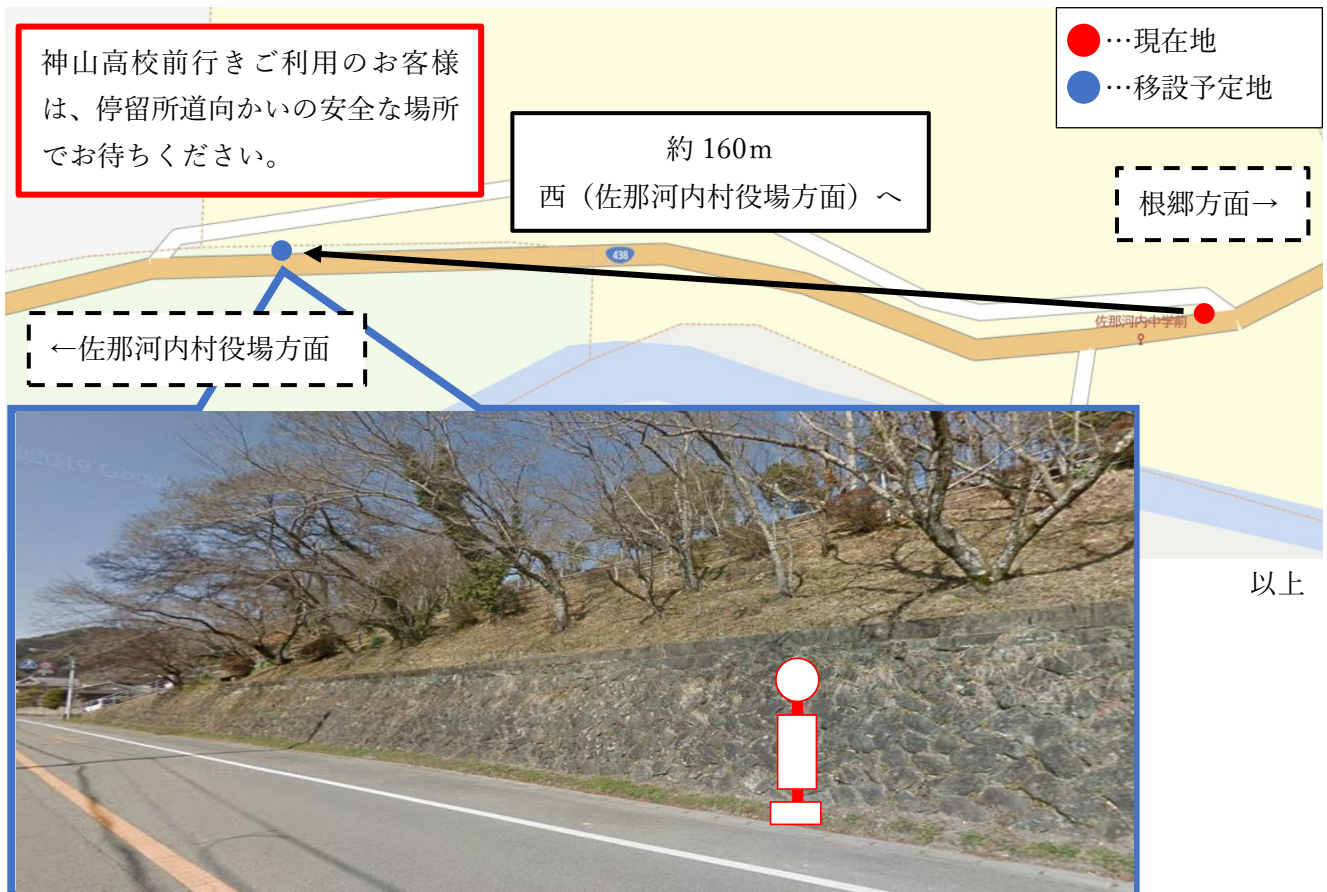 神山高校前行きご利用のお客様
は、停留所道向かいの安全な場所
でお待ちください。
●…現在地
●…移設予定地
約 160m
西（佐那河内村役場方面）へ
根郷方面→
438
佐那河内中学前
←佐那河内村役場方面
以上